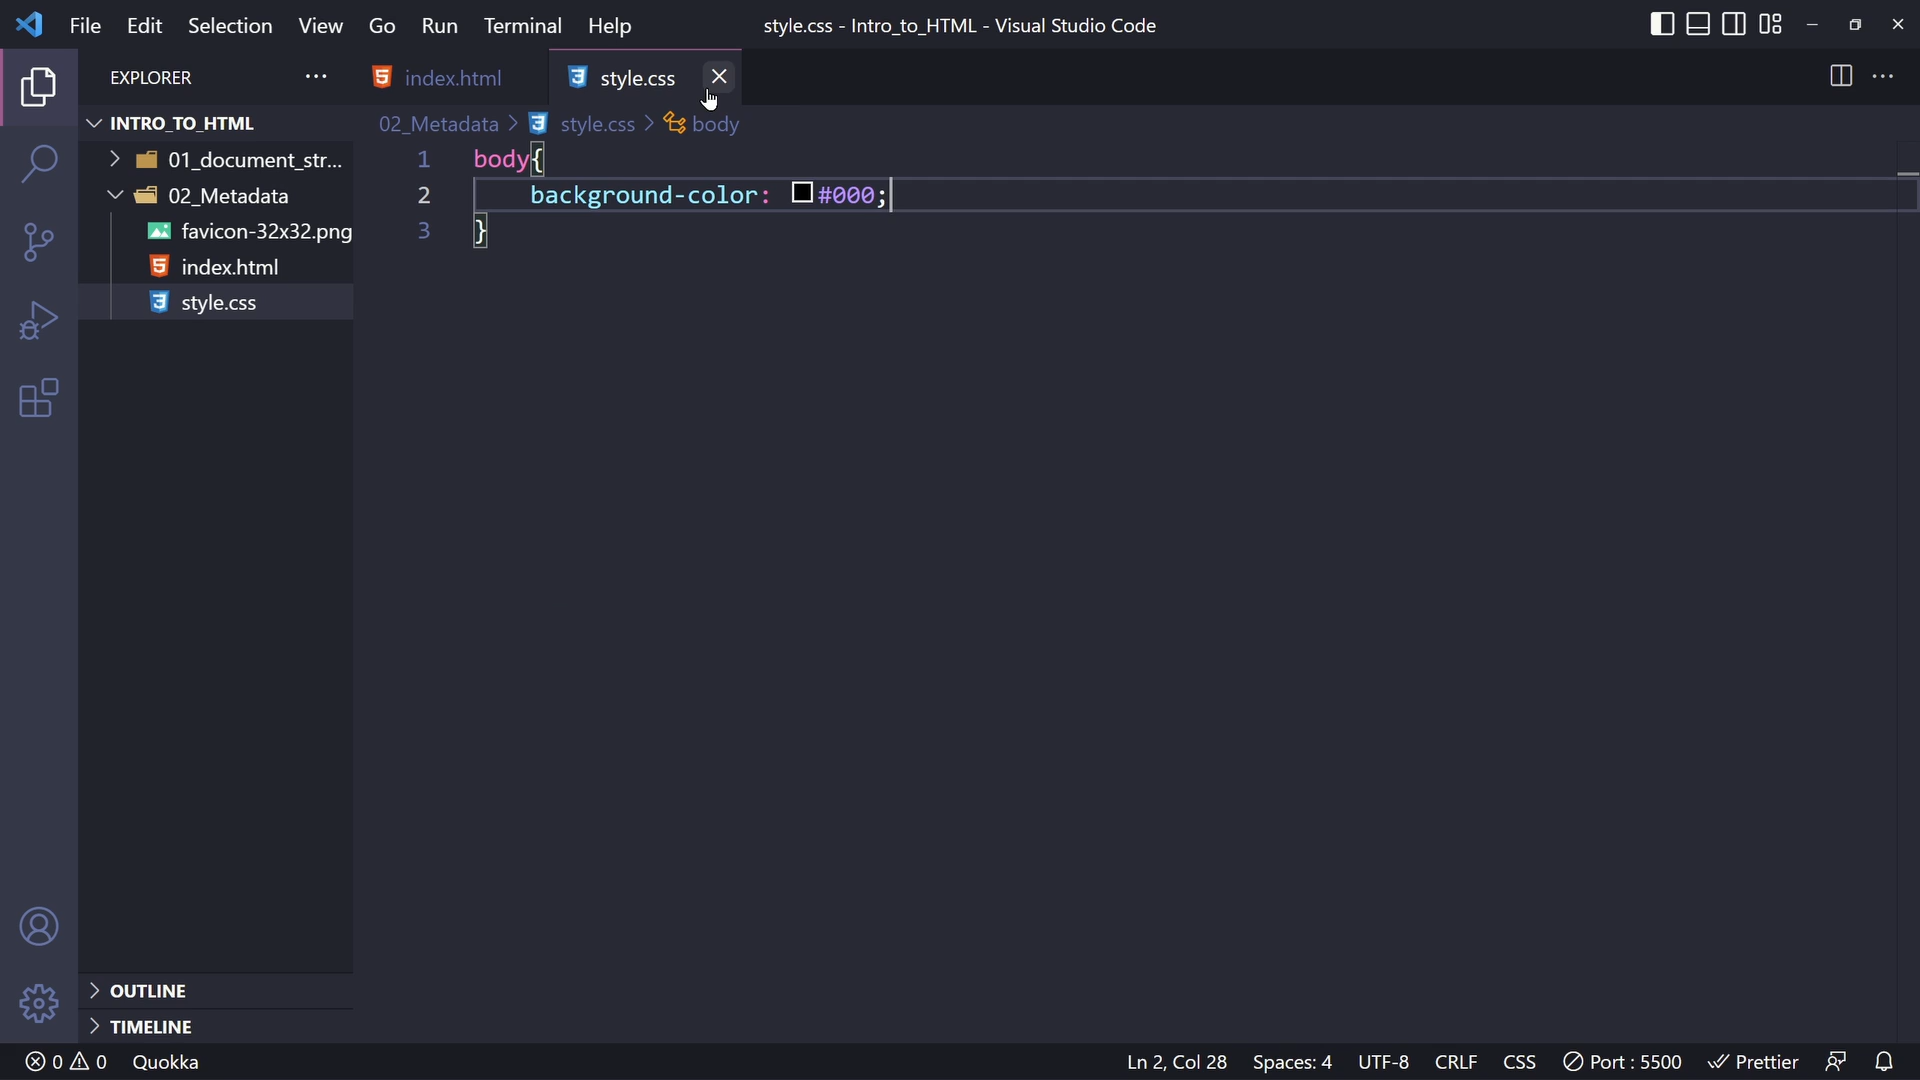 File Edit Selection View Go Run Terminal Help style.css - Intro_to_HTML - Visual Studio Code
EXPLORER
index.html
style.css
INTRO_TO_HTML
02_Metadata > style.css > body
01_document_str...
02_Metadata
favicon-32x32.png
index.html
style.css
1 body{
2 background-color: #000;
3 }
OUTLINE
TIMELINE
0 0 Quokka Ln 2, Col 28 Spaces: 4 UTF-8 CRLF CSS Port : 5500 Prettier